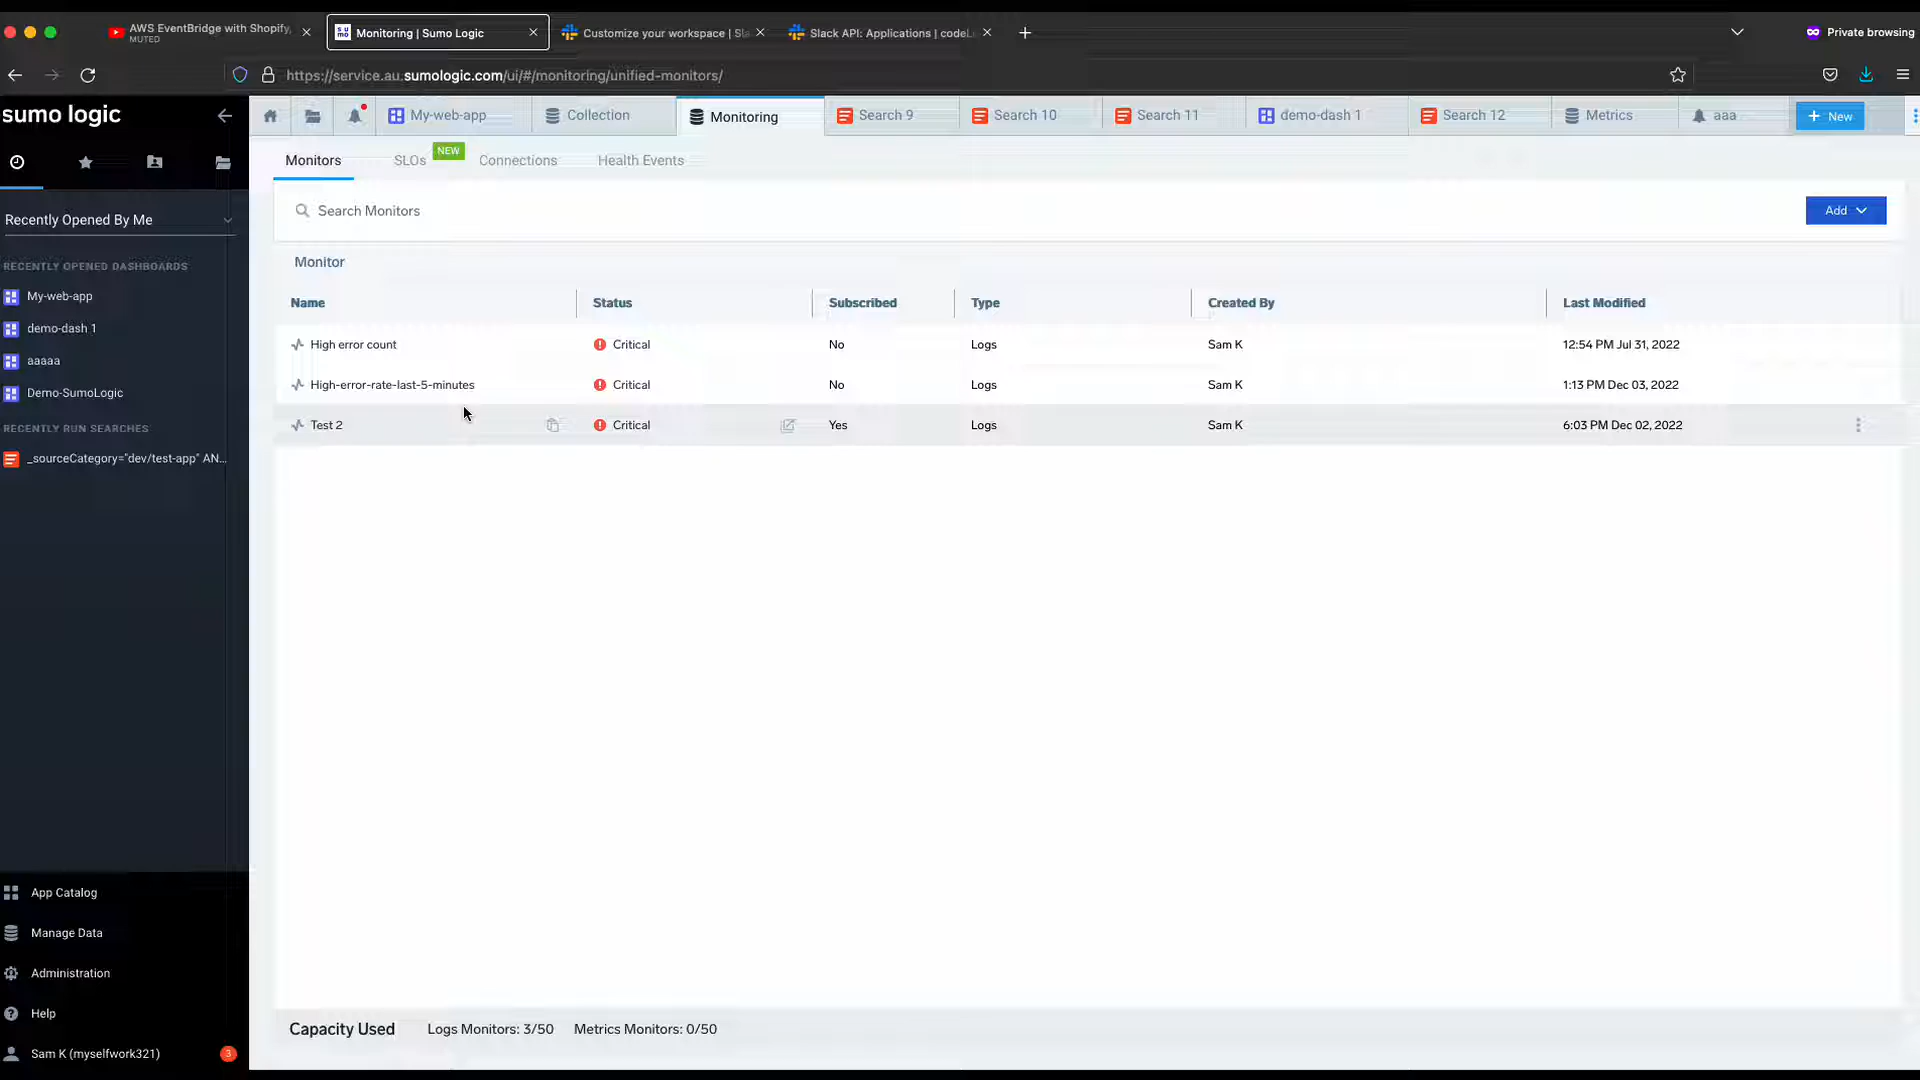 AWS EventBridge with Shopify,
MUTED
Monitoring | Sumo Logic
Customize your workspace | Sla
Slack API: Applications | codeL
Private browsing
https://service.au.sumologic.com/ui/#/monitoring/unified-monitors/
sumo logic
My-web-app
Collection
Monitoring
Search 9
Search 10
Search 11
demo-dash 1
Search 12
Metrics
aaa
+ New
Monitors
SLOs
NEW
Connections
Health Events
Recently Opened By Me
RECENTLY OPENED DASHBOARDS
My-web-app
demo-dash 1
aaaaa
Demo-SumoLogic
RECENTLY RUN SEARCHES
_sourceCategory="dev/test-app" AN...
Search Monitors
Add
Monitor
Name Status Subscribed Type Created By Last Modified
High error count Critical No Logs Sam K 12:54 PM Jul 31, 2022
High-error-rate-last-5-minutes Critical No Logs Sam K 1:13 PM Dec 03, 2022
Test 2 Critical Yes Logs Sam K 6:03 PM Dec 02, 2022
App Catalog
Manage Data
Administration
Help
Sam K (myselfwork321)
3
Capacity Used Logs Monitors: 3/50 Metrics Monitors: 0/50